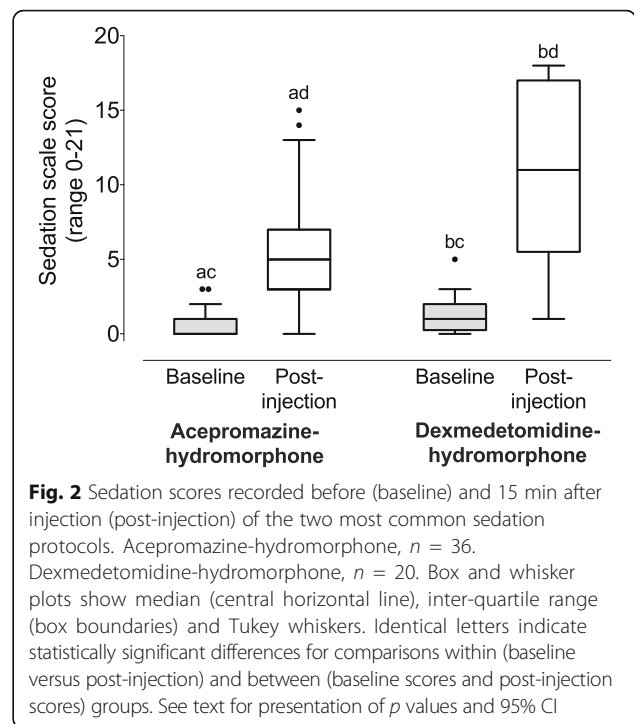 20
15
10
5
0
Sedation scale score
(range 0-21)
ac
ad
bc
bd
Baseline Post-injection Baseline Post-injection
Acepromazine-hydromorphone Dexmedetomidine-hydromorphone
Fig. 2 Sedation scores recorded before (baseline) and 15 min after
injection (post-injection) of the two most common sedation
protocols. Acepromazine-hydromorphone, n = 36.
Dexmedetomidine-hydromorphone, n = 20. Box and whisker
plots show median (central horizontal line), inter-quartile range
(box boundaries) and Tukey whiskers. Identical letters indicate
statistically significant differences for comparisons within (baseline
versus post-injection) and between (baseline scores and post-injection
scores) groups. See text for presentation of p values and 95% CI